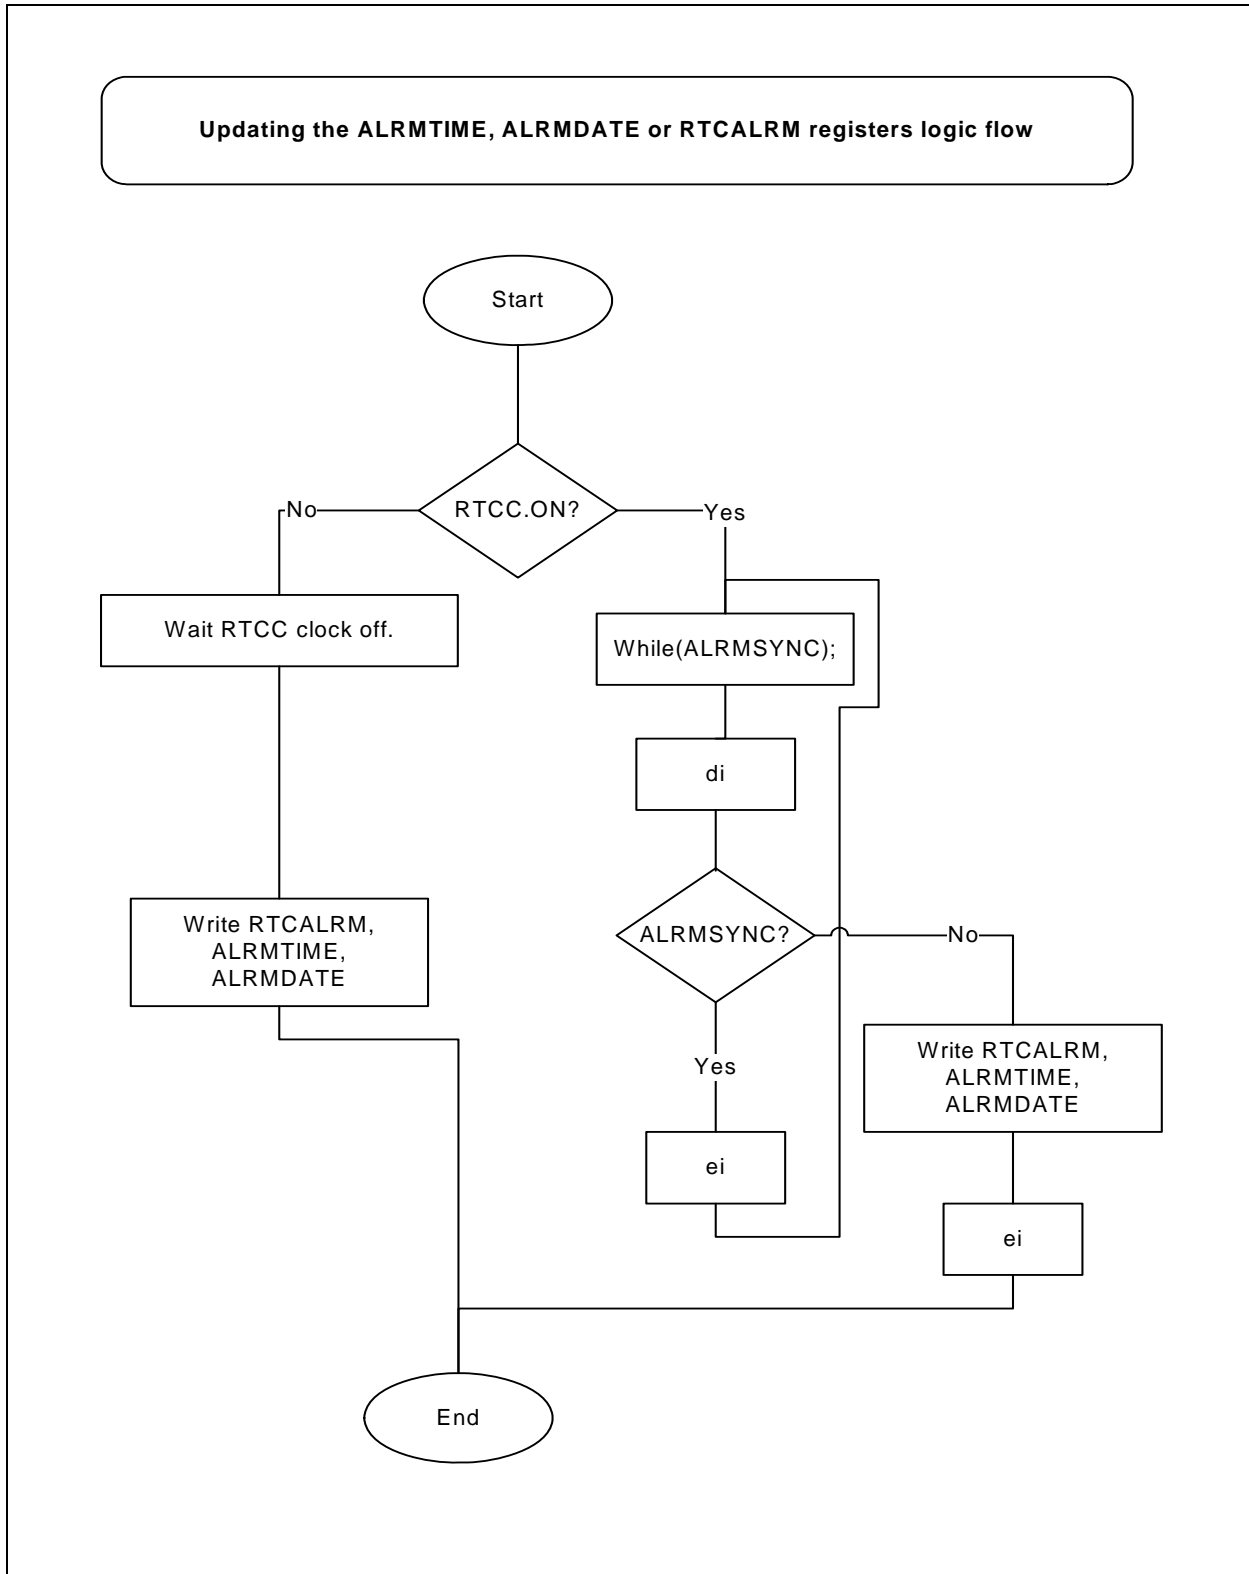 Updating the ALRMTIME, ALRMDATE or RTCALRM registers logic flow
Start
RTCC.ON?
No
Yes
Wait RTCC clock off.
While(ALRMSYNC);
di
Write RTCALRM,
ALRMTIME,
ALRMDATE
ALRMSYNC?
No
Yes
Write RTCALRM,
ALRMTIME,
ALRMDATE
ei
ei
End